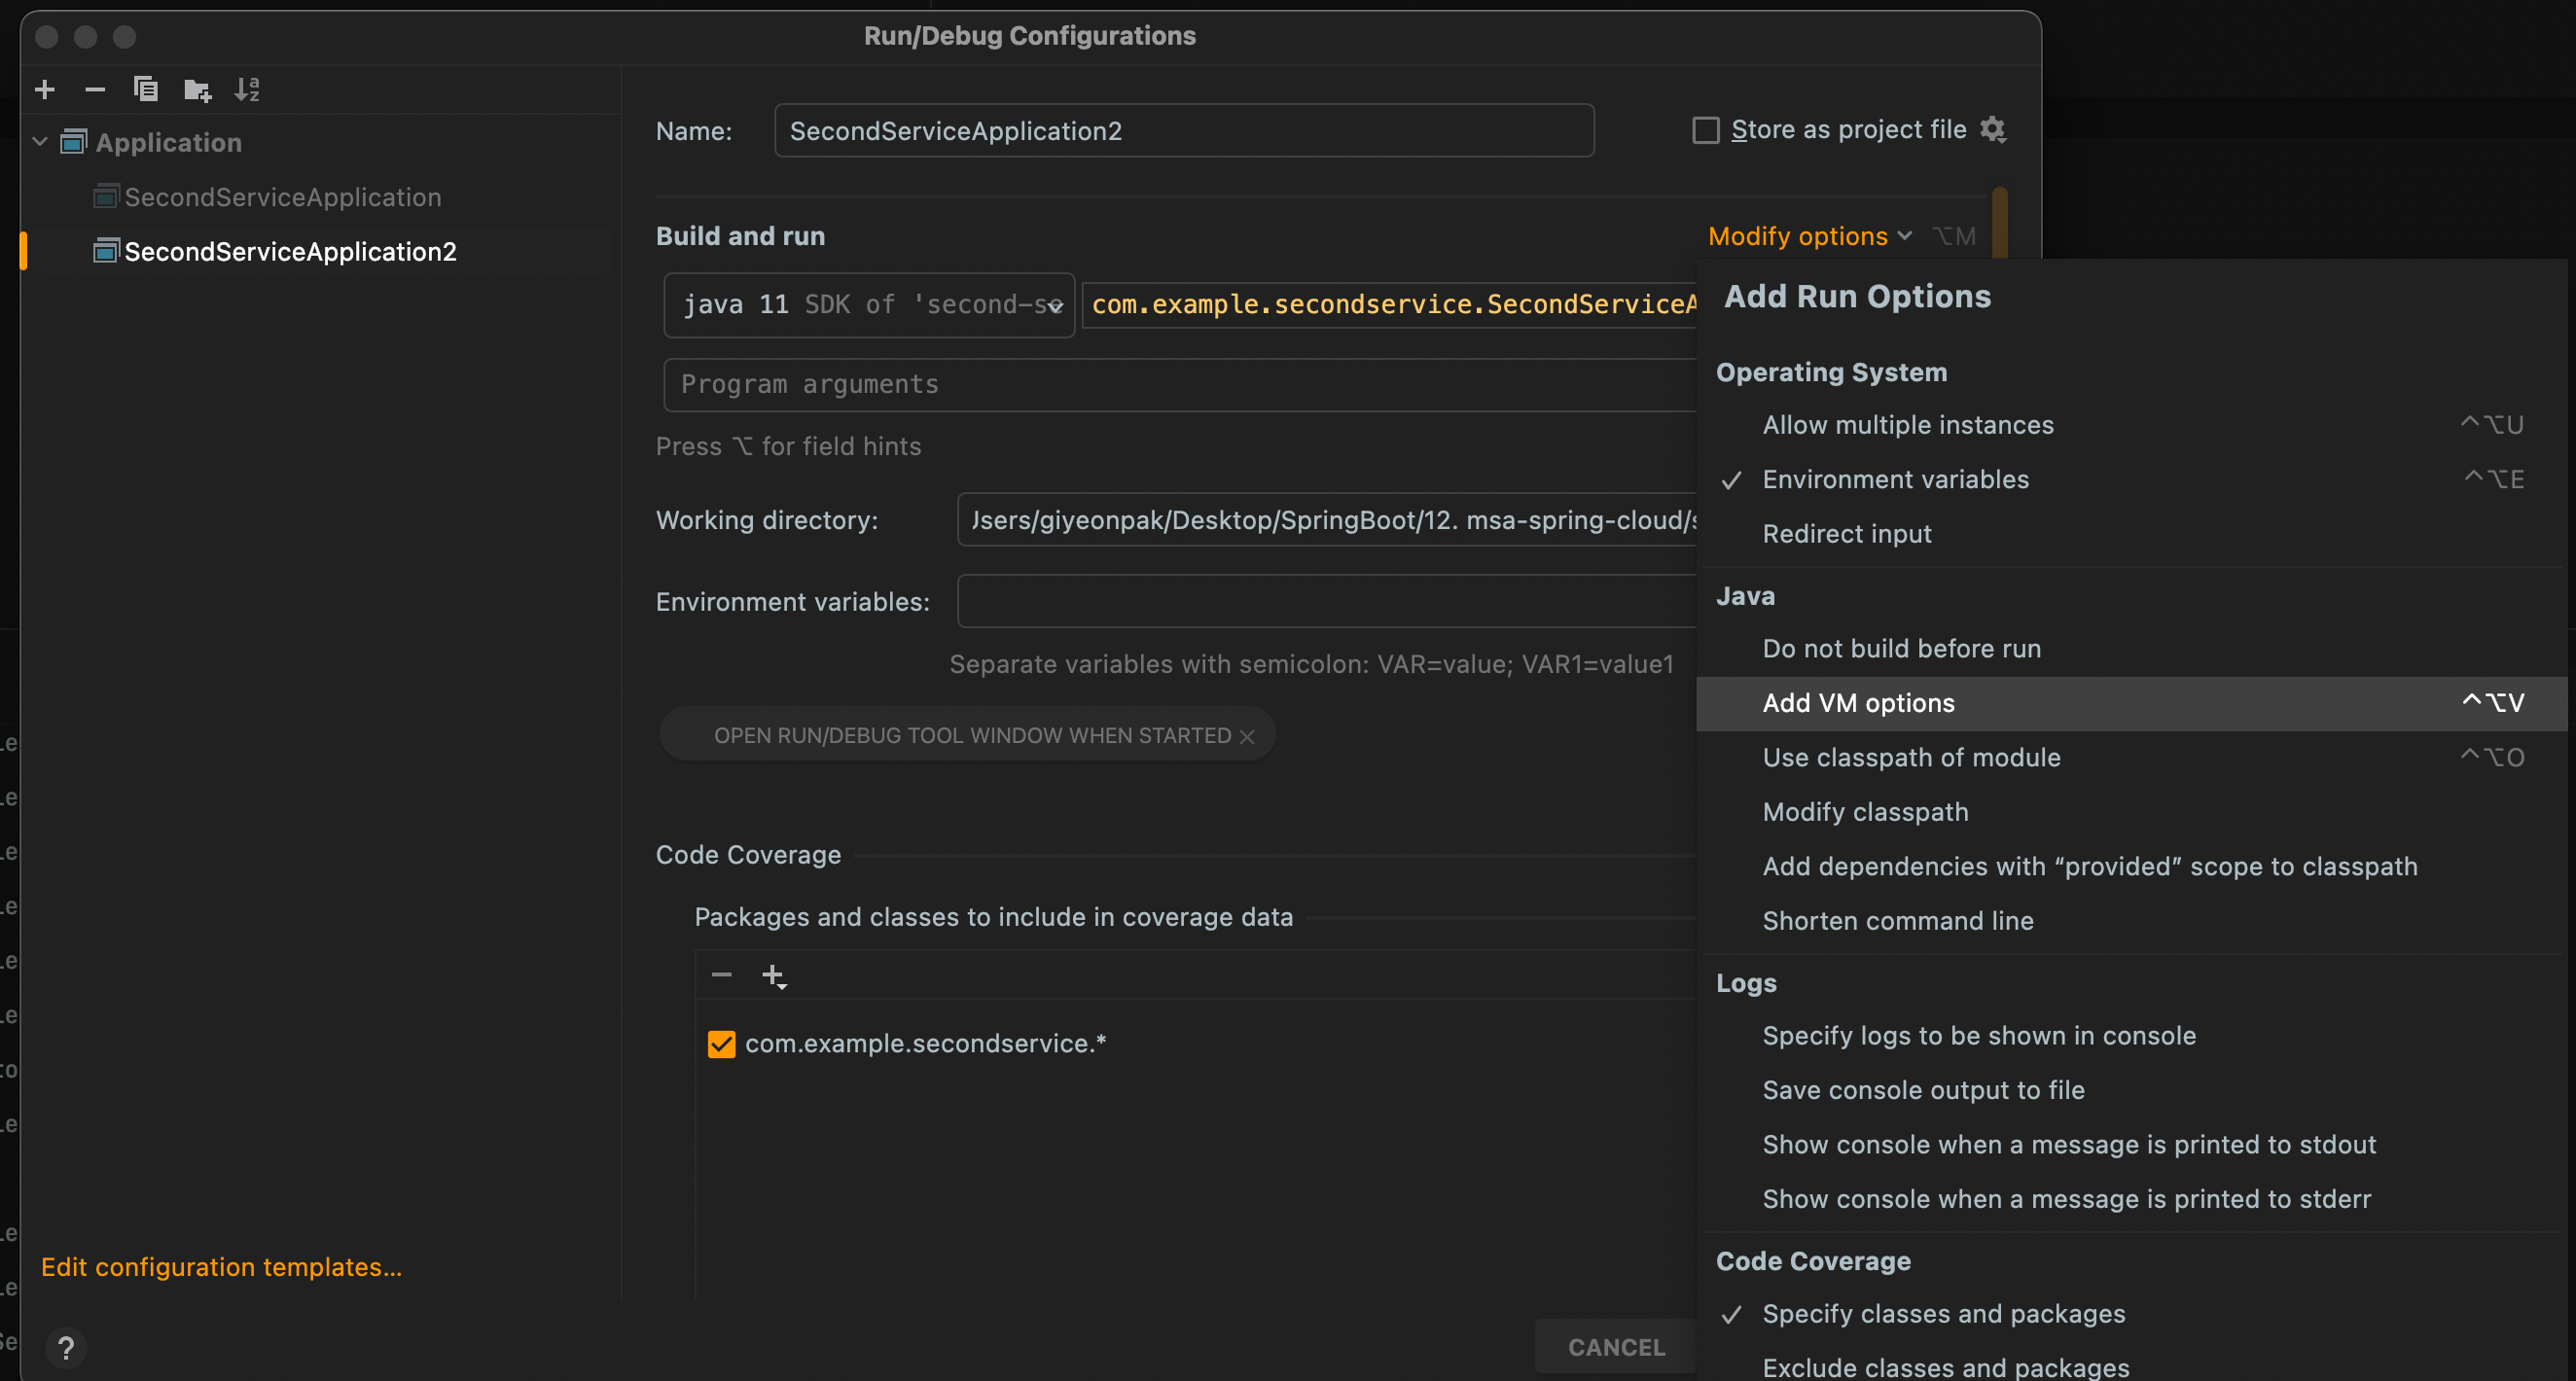 Run/Debug Configurations
Application
SecondServiceApplication
SecondServiceApplication2
Edit configuration templates...
?
Name:
SecondServiceApplication2
Store as project file
Build and run
Modify options
⌥M
java 11 SDK of 'second-se
com.example.secondservice.SecondServiceA
Program arguments
Press ⌥ for field hints
Working directory:
Jsers/giyeonpak/Desktop/SpringBoot/12. msa-spring-cloud/s
Environment variables:
Separate variables with semicolon: VAR=value; VAR1=value1
OPEN RUN/DEBUG TOOL WINDOW WHEN STARTED
Code Coverage
Packages and classes to include in coverage data
com.example.secondservice.*
CANCEL
Add Run Options
Operating System
Allow multiple instances ^⌥U
Environment variables ^⌥E
Redirect input
Java
Do not build before run
Add VM options ^⌥V
Use classpath of module ^⌥O
Modify classpath
Add dependencies with “provided” scope to classpath
Shorten command line
Logs
Specify logs to be shown in console
Save console output to file
Show console when a message is printed to stdout
Show console when a message is printed to stderr
Code Coverage
Specify classes and packages
Exclude classes and packages